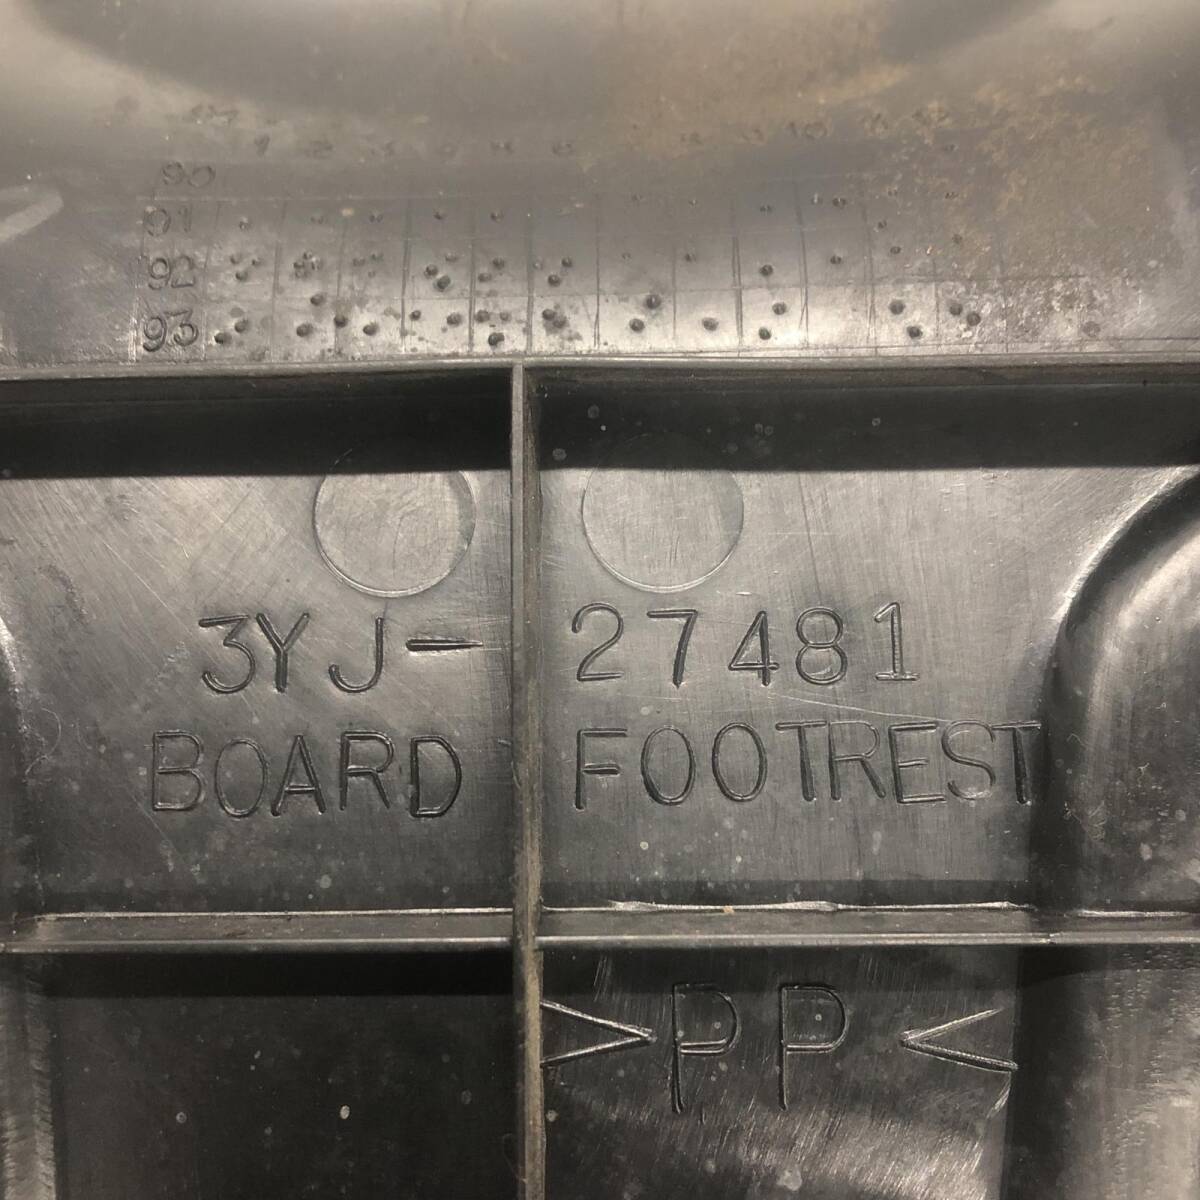 90
91
92
93
3YJ-27481
BOARD FOOTREST
>PP<